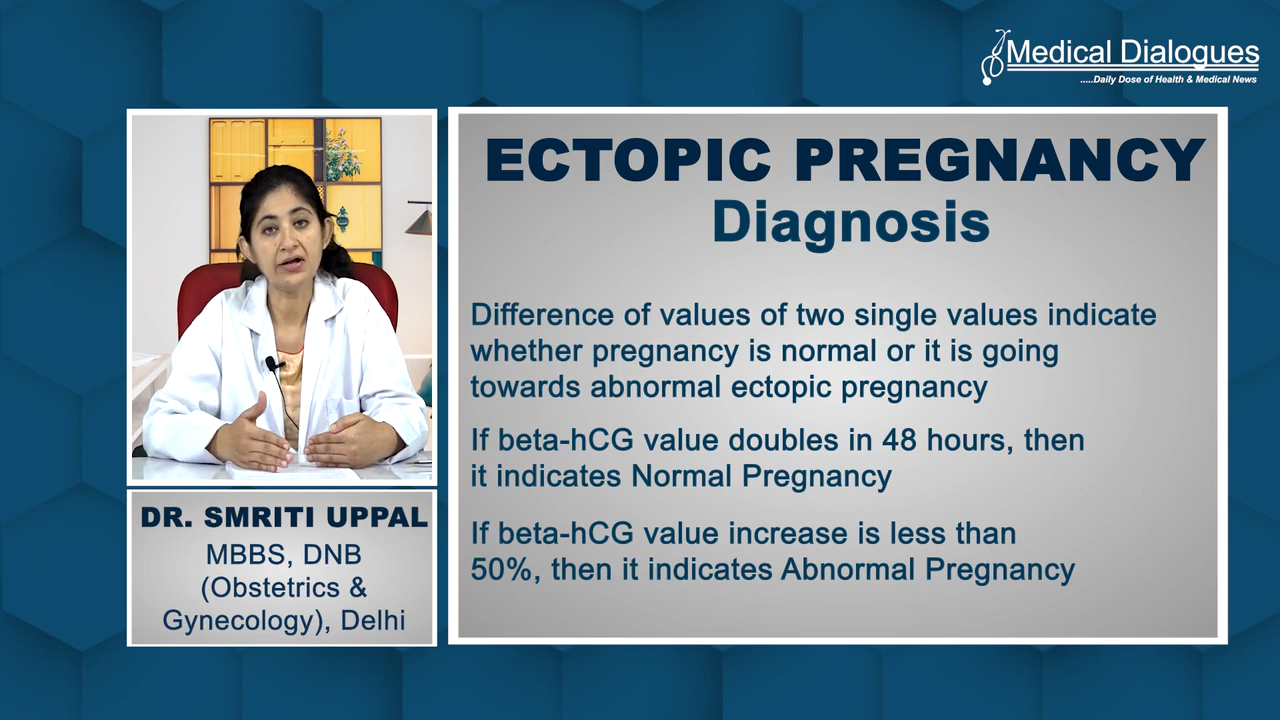 Medical Dialogues
.....Daily Dose of Health & Medical News
ECTOPIC PREGNANCY
Diagnosis
Difference of values of two single values indicate
whether pregnancy is normal or it is going
towards abnormal ectopic pregnancy
If beta-hCG value doubles in 48 hours, then
it indicates Normal Pregnancy
If beta-hCG value increase is less than
50%, then it indicates Abnormal Pregnancy
DR. SMRITI UPPAL
MBBS, DNB
(Obstetrics &
Gynecology), Delhi